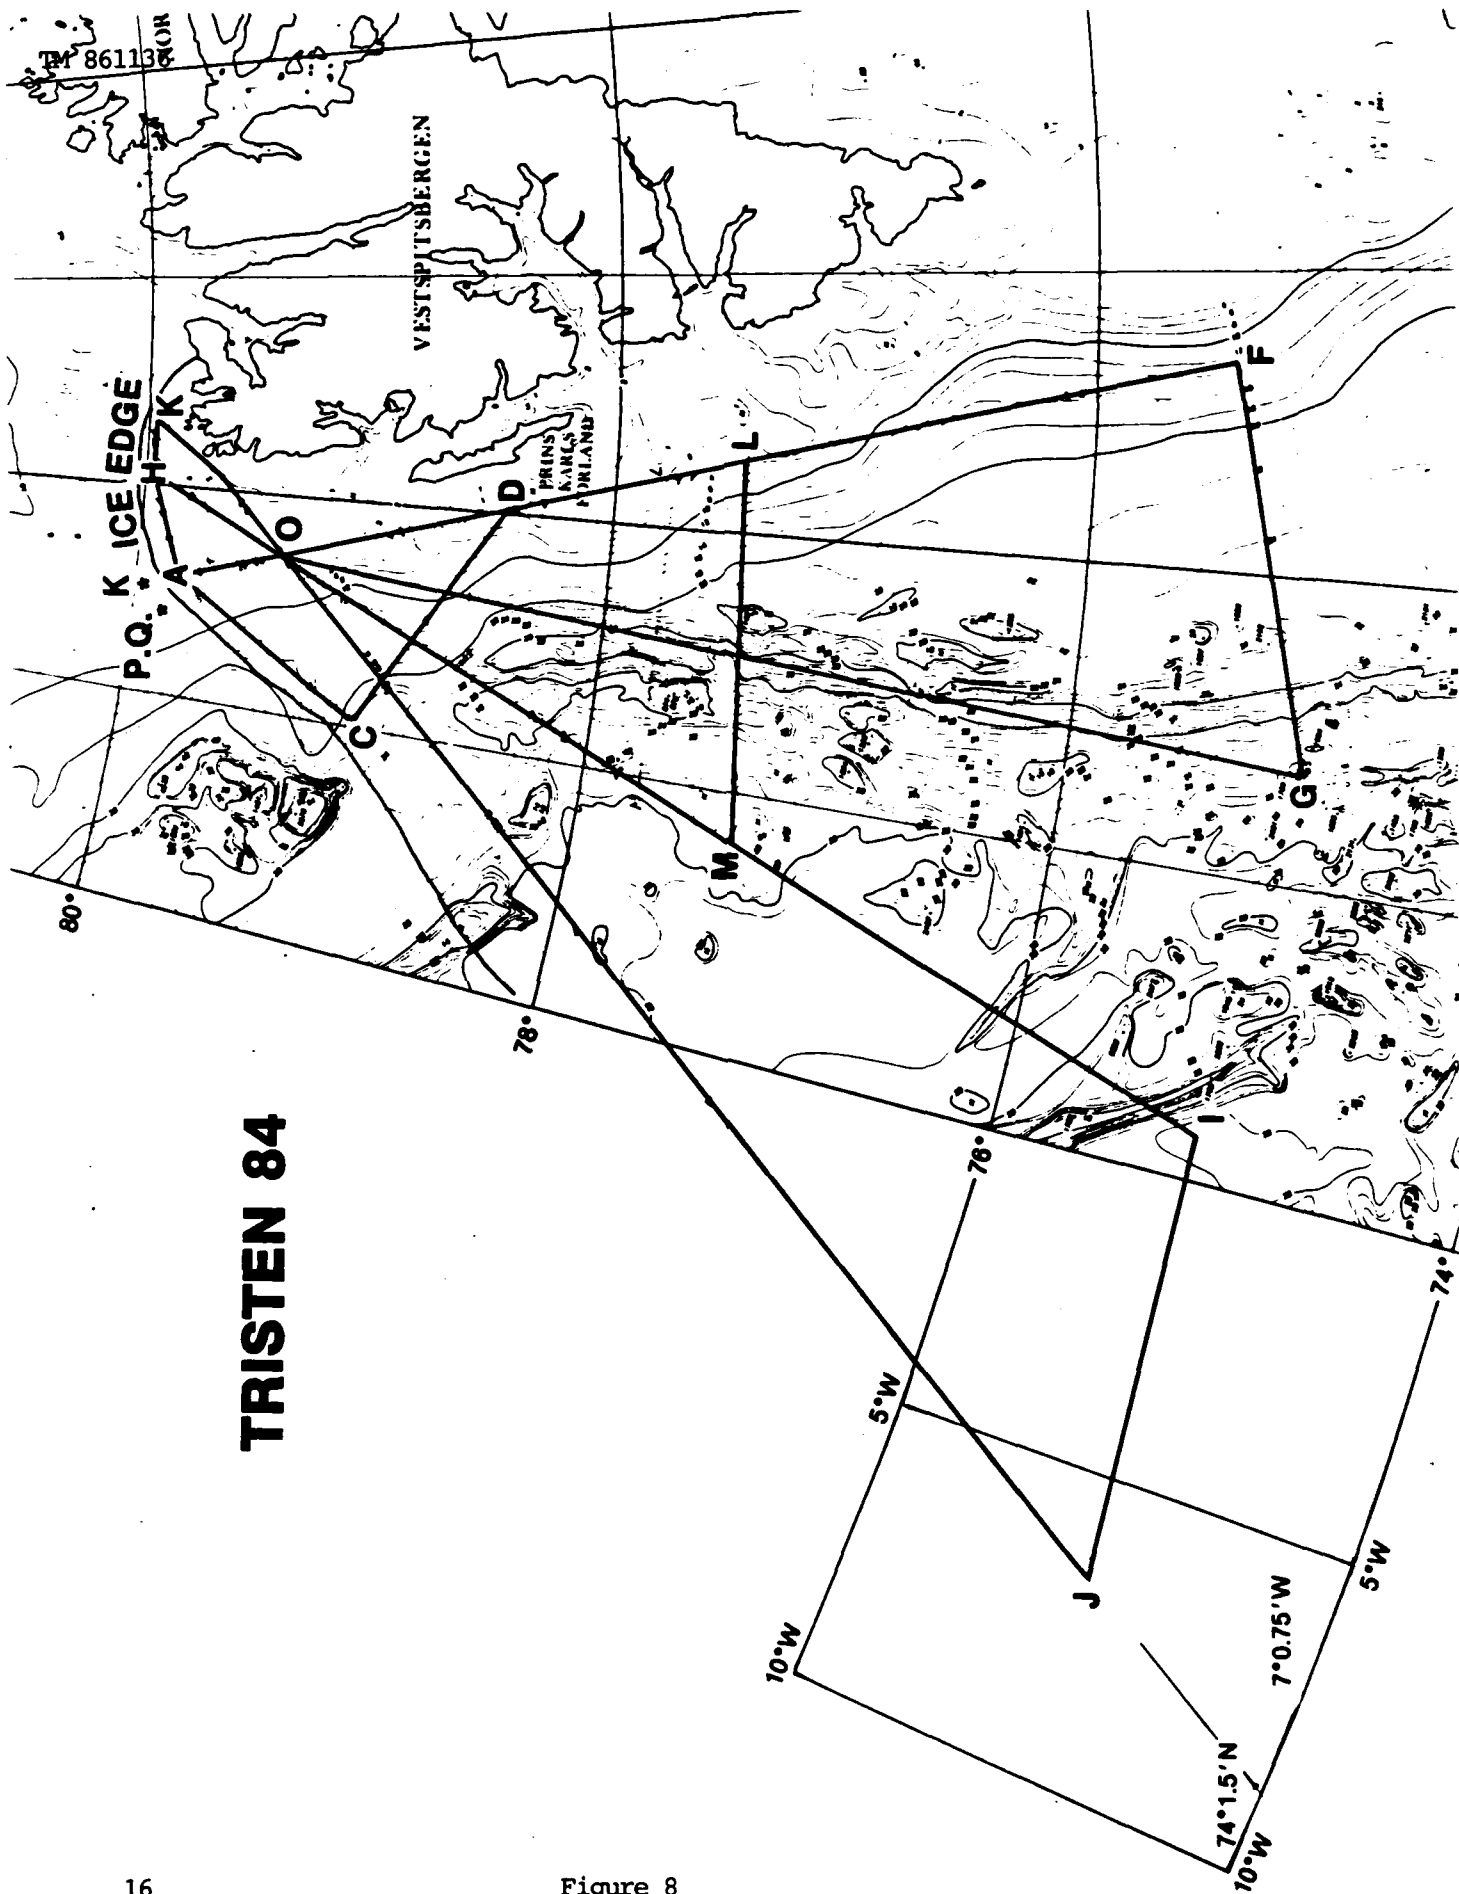 TM 861136
NOR
VESTSPITSBERGEN
K ICE EDGE
P.Q.
H
K
A
O
PRINS
KARLS
FORLAND
D
C
L
M
F
G
I
J
80°
78°
76°
74°
TRISTEN 84
5°W
10°W
5°W
7°0.75'W
74°1.5'N
10°W
16
Figure 8